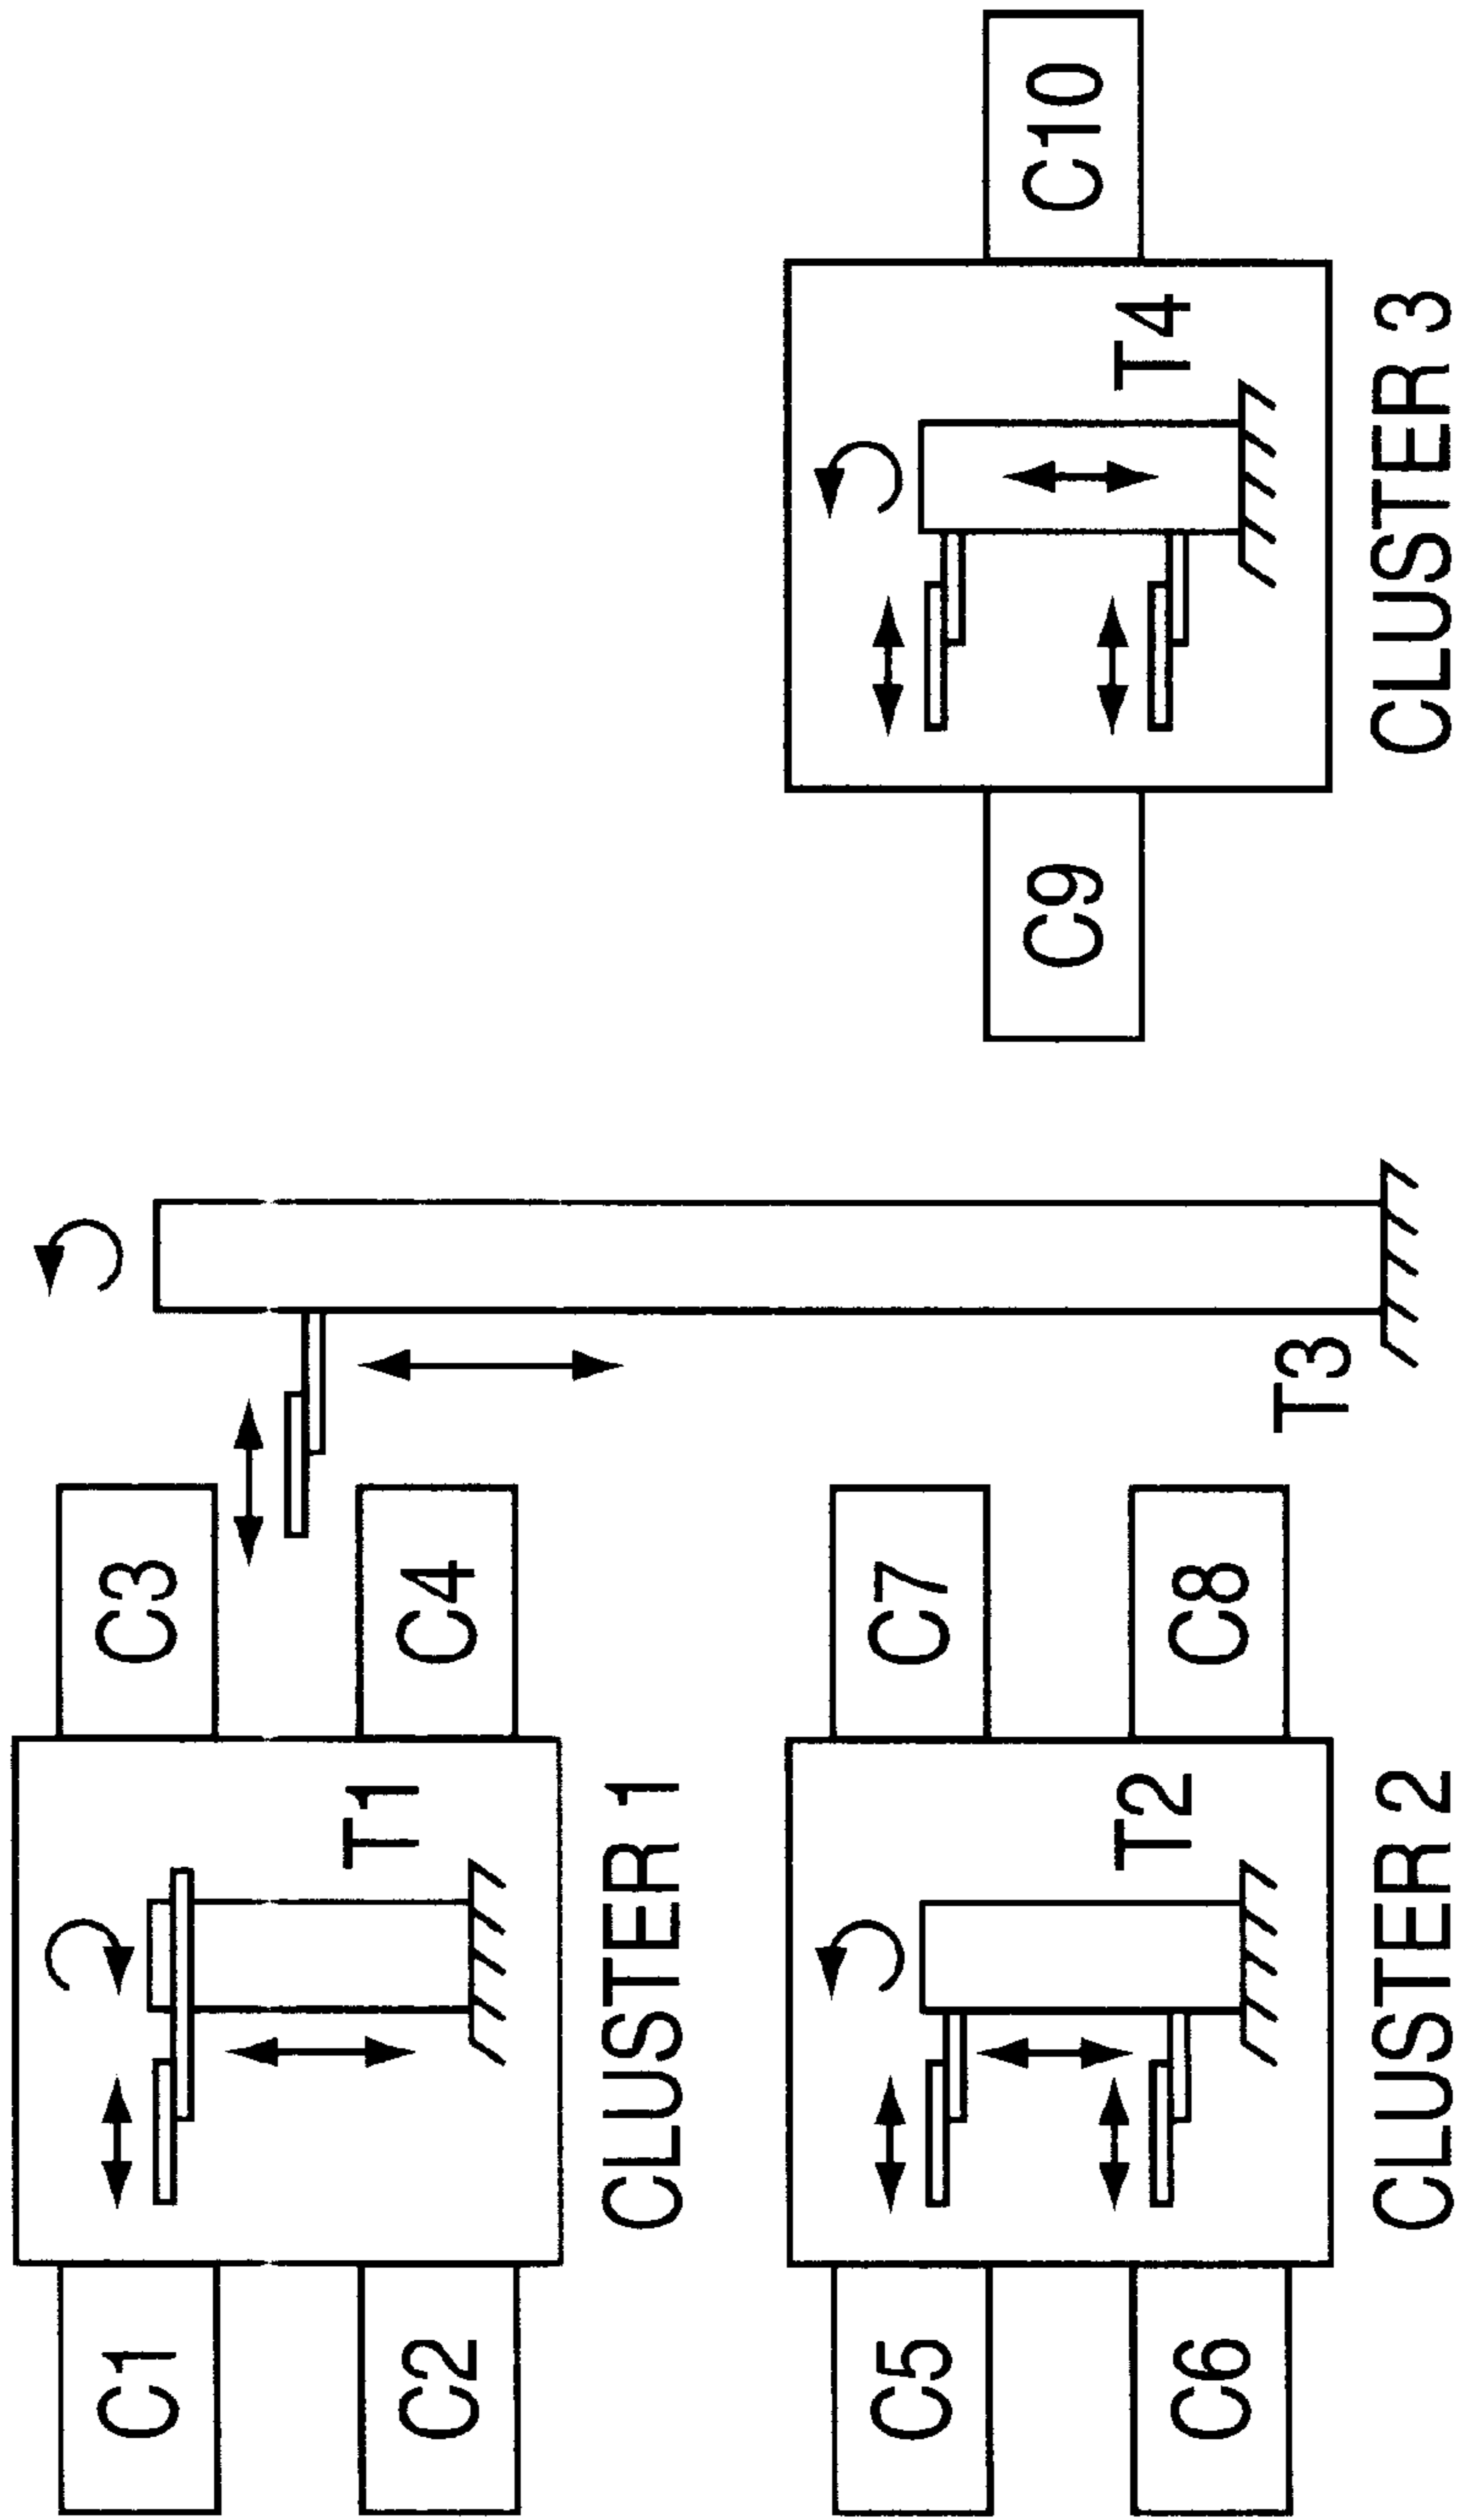 C1
C3
T1
C2
C4
CLUSTER 1
C5
C7
T2
C6
C8
CLUSTER 2
T3
C9
C10
T4
CLUSTER 3